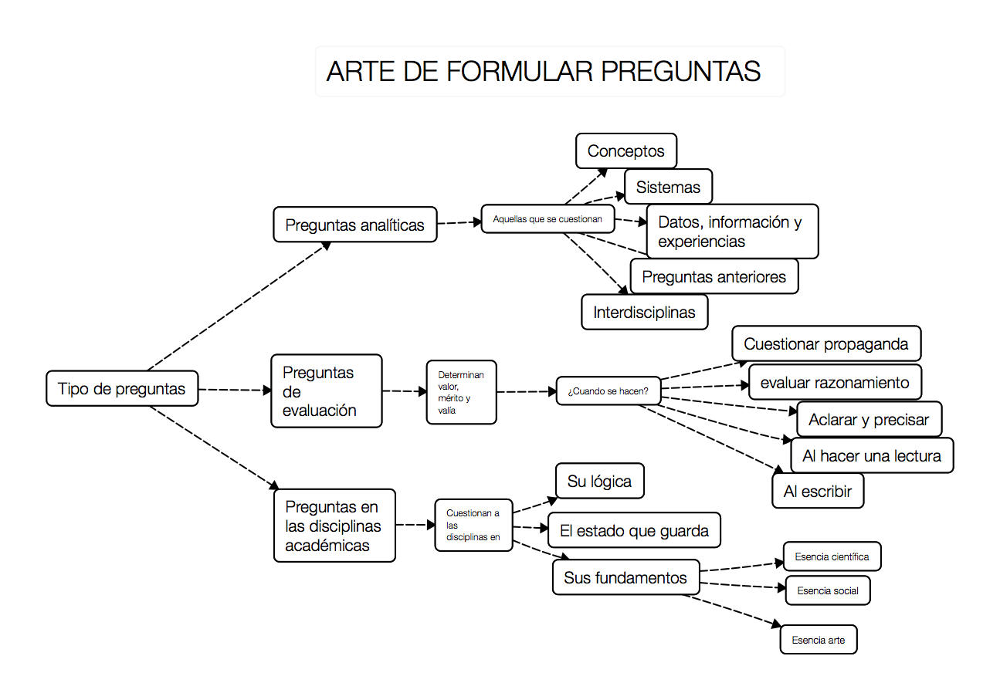 ARTE DE FORMULAR PREGUNTAS
Tipo de preguntas
Preguntas analíticas
Aquellas que se cuestionan
Conceptos
Sistemas
Datos, información y
experiencias
Preguntas anteriores
Interdisciplinas
Preguntas
de
evaluación
Determinan
valor,
mérito y
valía
¿Cuando se hacen?
Cuestionar propaganda
evaluar razonamiento
Aclarar y precisar
Al hacer una lectura
Al escribir
Preguntas en
las disciplinas
académicas
Cuestionan a
las
disciplinas en
Su lógica
El estado que guarda
Sus fundamentos
Esencia científica
Esencia social
Esencia arte